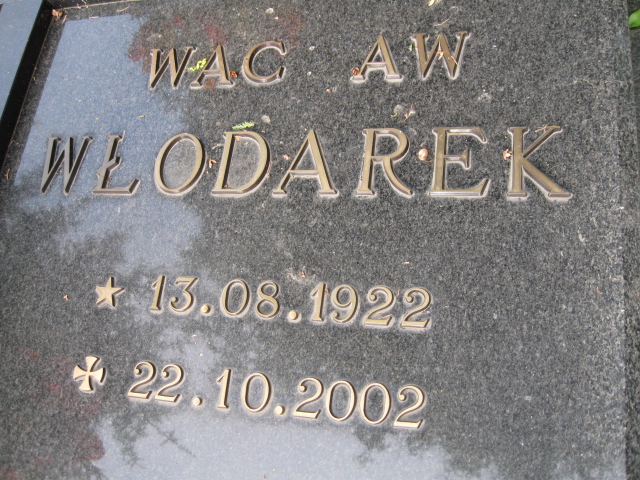 WAC AW
WŁODAREK
★ 13.08.1922
✠ 22.10.2002